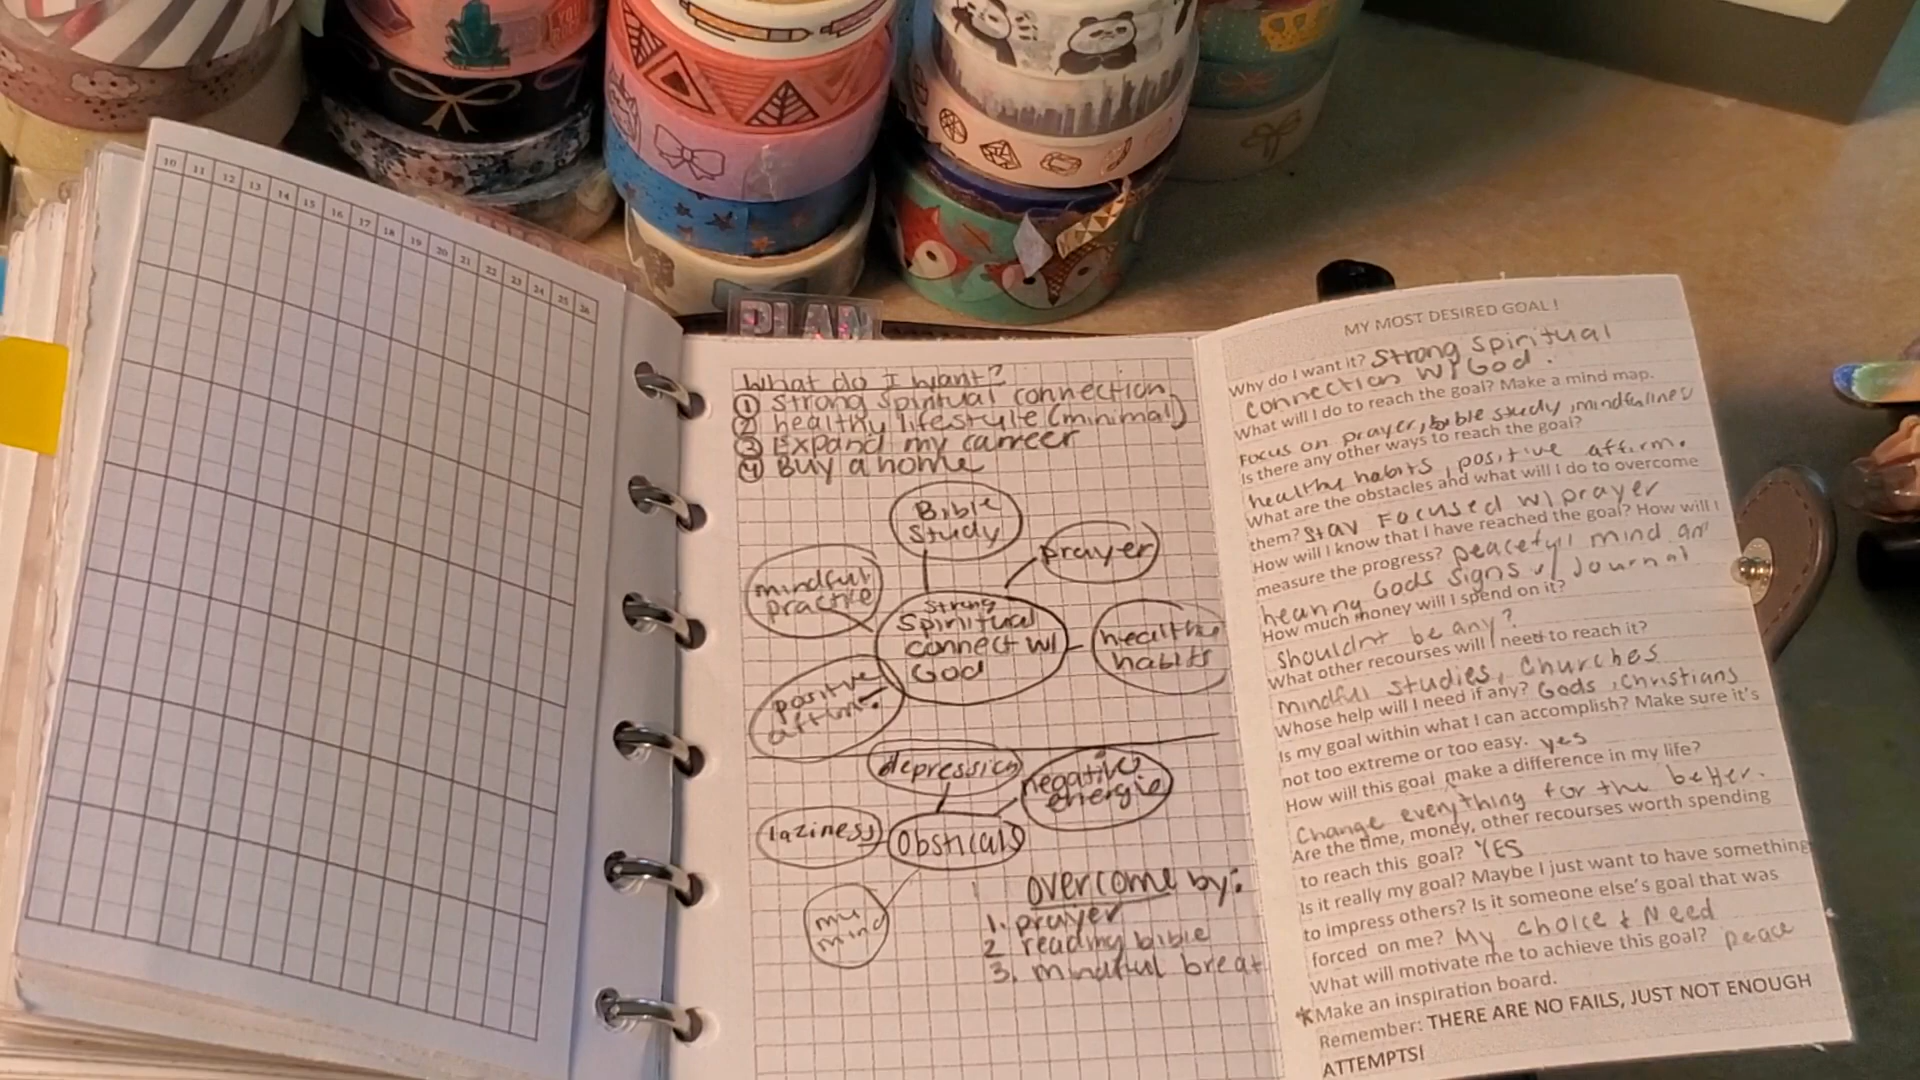 10 11 12 13 14 15 16 17 18 19 20 21 22 23 24 25 26
PLAN
What do I want?
① Strong Spiritual connection
② healthy lifestyle (minimal)
③ Expand my career
④ Buy a home
Bible
Study
prayer
mindful
practice
Strong
Spiritual
connect w/
God
healthy
habits
positive
affirm.
depression
negative
energie
laziness
Obsticals
my
mind
overcome by:
1. prayer
2 reading bible
3. mindful breat
MY MOST DESIRED GOAL!
Why do I want it? Strong Spiritual
connection w/ God.
What will I do to reach the goal? Make a mind map.
Focus on prayer, bible study, mindfulness
Is there any other ways to reach the goal?
healthy habits, positive affirm.
What are the obstacles and what will I do to overcome
them? Stay Focused w/ prayer
How will I know that I have reached the goal? How will I
measure the progress? peacefull mind an
hearing Gods signs w/ Journal
How much money will I spend on it?
Shouldnt be any?
What other recourses will I need to reach it?
mindful studies, Churches
Whose help will I need if any? Gods, Christians
Is my goal within what I can accomplish? Make sure it's
not too extreme or too easy. yes
How will this goal make a difference in my life?
Change everything for the better.
Are the time, money, other recourses worth spending
to reach this goal? YES
Is it really my goal? Maybe I just want to have something
to impress others? Is it someone else's goal that was
forced on me? My choice & Need
What will motivate me to achieve this goal? peace
*Make an inspiration board.
Remember: THERE ARE NO FAILS, JUST NOT ENOUGH
ATTEMPTS!